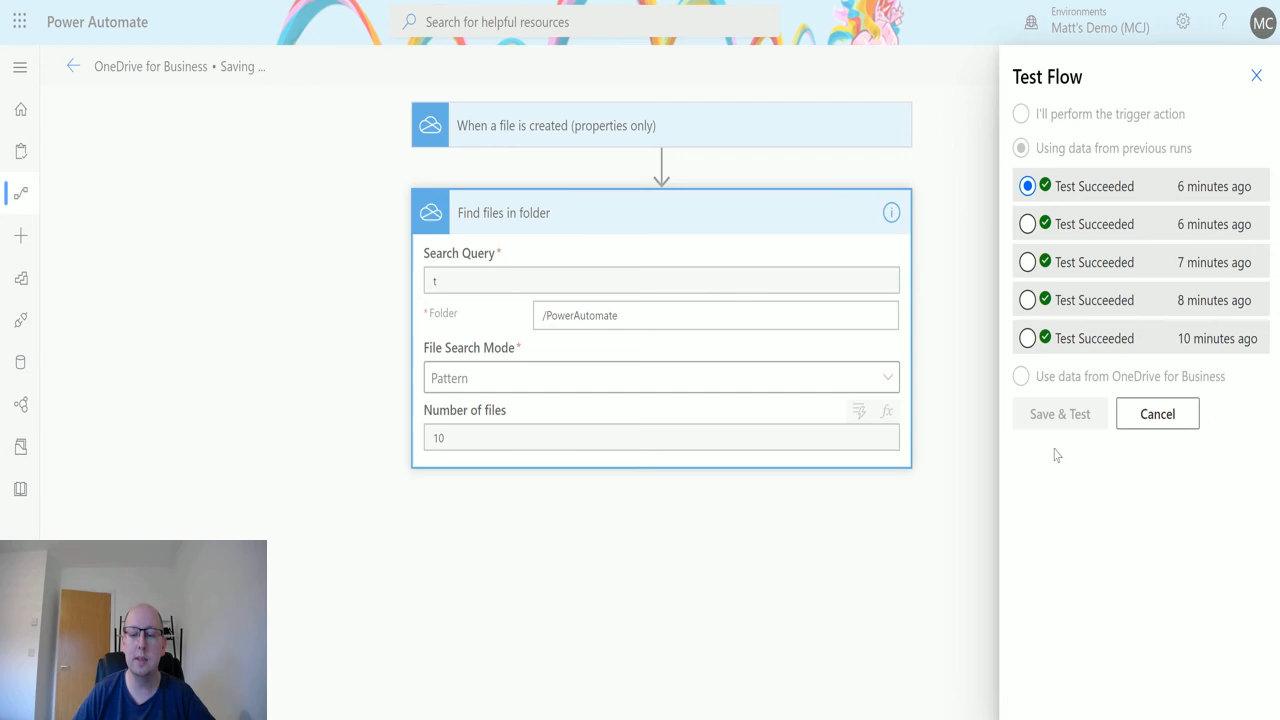 Power Automate
Search for helpful resources
Environments
Matt's Demo (MCJ)
MC
OneDrive for Business • Saving ...
When a file is created (properties only)
Find files in folder
Search Query*
t
*Folder
/PowerAutomate
File Search Mode*
Pattern
Number of files
fx
10
Test Flow
I'll perform the trigger action
Using data from previous runs
Test Succeeded 6 minutes ago
Test Succeeded 6 minutes ago
Test Succeeded 7 minutes ago
Test Succeeded 8 minutes ago
Test Succeeded 10 minutes ago
Use data from OneDrive for Business
Save & Test
Cancel